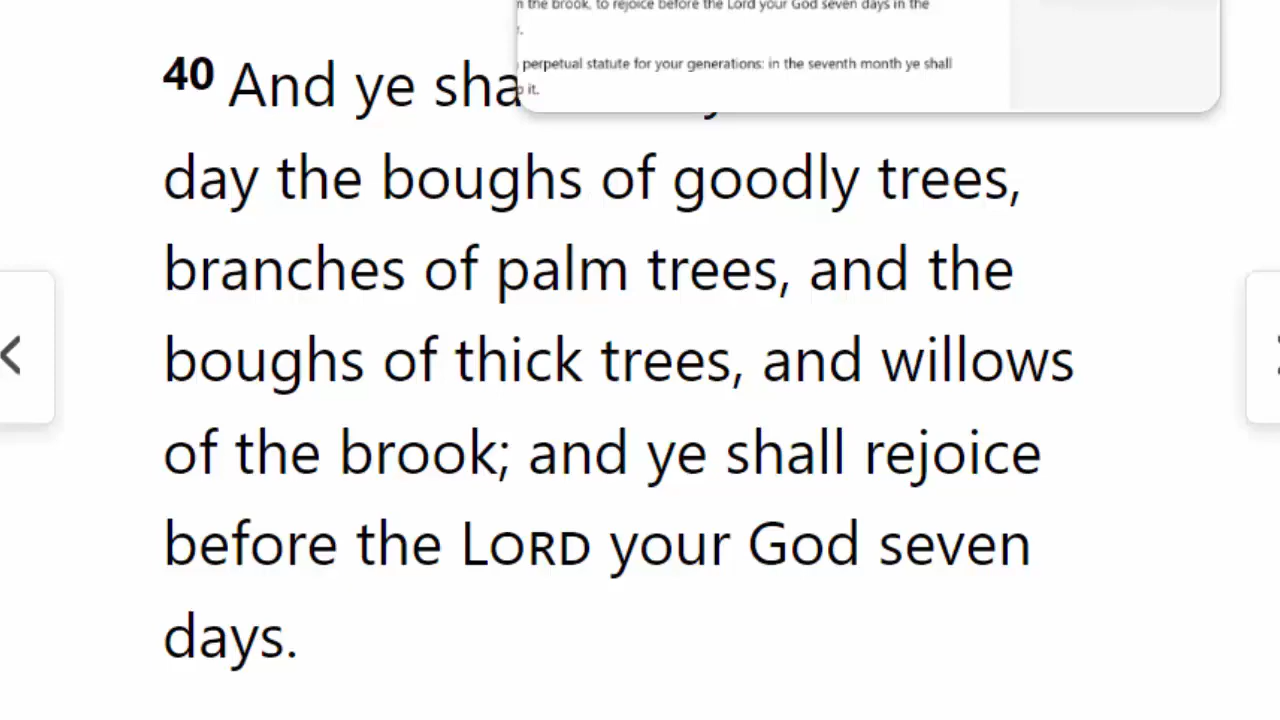 the brook, to rejoice before the Lord your God seven days in the
perpetual statute for your generations: in the seventh month ye shall
it.
40 And ye sha
day the boughs of goodly trees,
branches of palm trees, and the
boughs of thick trees, and willows
of the brook; and ye shall rejoice
before the LORD your God seven
days.